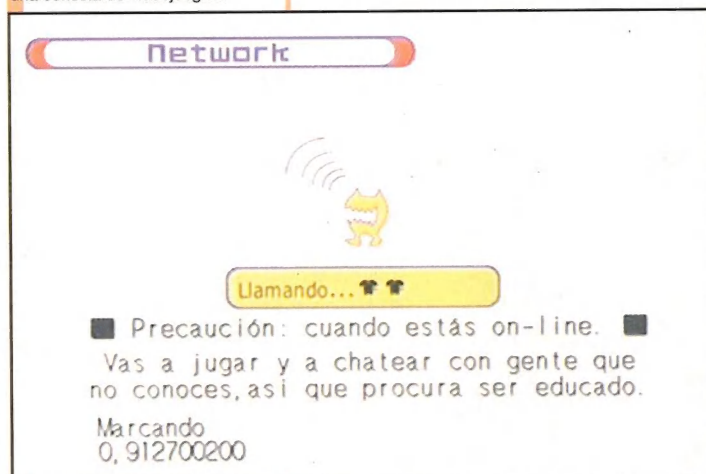 Network
Llamando...
■ Precaución: cuando estás on-line. ■
Vas a jugar y a chatear con gente que
no conoces, asi que procura ser educado.
Marcando
0, 912700200